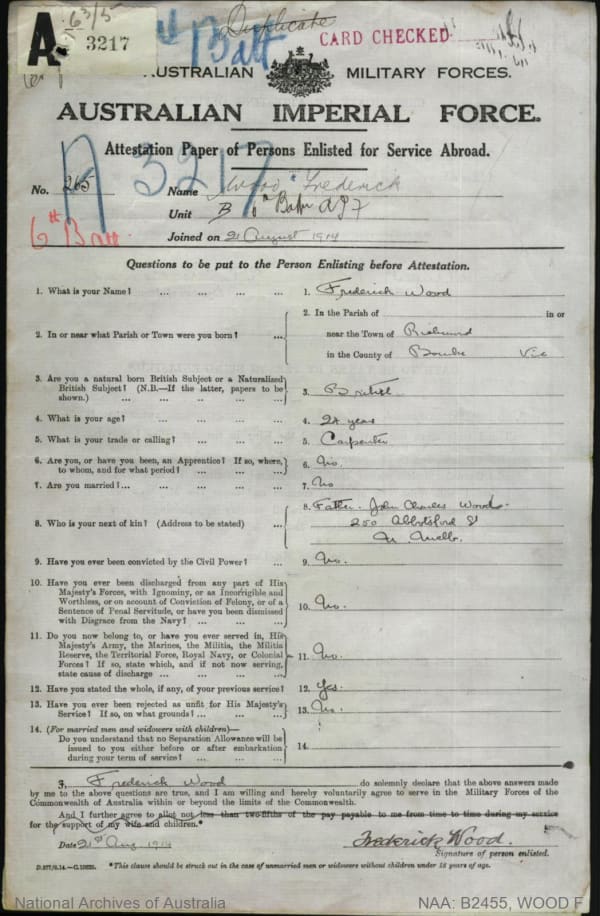 63/5
A
3217
Duplicate
Batt
CARD CHECKED
AUSTRALIAN MILITARY FORCES.
AUSTRALIAN IMPERIAL FORCE.
Attestation Paper of Persons Enlisted for Service Abroad.
A 3217
No. 265 Name Wood Frederick
Unit B 6th Battn AIF
6th Batt.
Joined on 21 August 1914
Questions to be put to the Person Enlisting before Attestation.
1. What is your Name? ... ... ... ... 1. Frederick Wood
2. In or near what Parish or Town were you born? ... 2. In the Parish of in or
near the Town of Richmond
in the County of Bourke Vic
3. Are you a natural born British Subject or a Naturalized
British Subject? (N.B.—If the latter, papers to be
shown.) ... ... ... ... ... 3. British
4. What is your age? ... ... ... ... 4. 24 years
5. What is your trade or calling? ... ... ... 5. Carpenter
6. Are you, or have you been, an Apprentice? If so, where,
to whom, and for what period? ... ... ... 6. No.
7. Are you married? ... ... ... ... ... 7. No
8. Who is your next of kin? (Address to be stated) ... 8. Father. John Charles Wood.
250 Abbotsford St
N. Melb.
9. Have you ever been convicted by the Civil Power? ... 9. No.
10. Have you ever been discharged from any part of His
Majesty's Forces, with Ignominy, or as Incorrigible and
Worthless, or on account of Conviction of Felony, or of a
Sentence of Penal Servitude, or have you been dismissed
with Disgrace from the Navy? ... ... ... 10. No.
11. Do you now belong to, or have you ever served in, His
Majesty's Army, the Marines, the Militia, the Militia
Reserve, the Territorial Force, Royal Navy, or Colonial
Forces? If so, state which, and if not now serving,
state cause of discharge ... ... ... ... 11. No.
12. Have you stated the whole, if any, of your previous service? 12. Yes.
13. Have you ever been rejected as unfit for His Majesty's
Service? If so, on what grounds? ... ... ... 13. No.
14. (For married men and widowers with children)—
Do you understand that no Separation Allowance will be
issued to you either before or after embarkation
during your term of service? ... ... ... 14.
I, Frederick Wood do solemnly declare that the above answers made
by me to the above questions are true, and I am willing and hereby voluntarily agree to serve in the Military Forces of the
Commonwealth of Australia within or beyond the limits of the Commonwealth.
And I further agree to allot not less than two-fifths of the pay payable to me from time to time during my service
for the support of my wife and children.*
Date 21st Aug 1914 Frederick Wood.
Signature of person enlisted.
*This clause should be struck out in the case of unmarried men or widowers without children under 18 years of age.
National Archives of Australia NAA: B2455, WOOD F